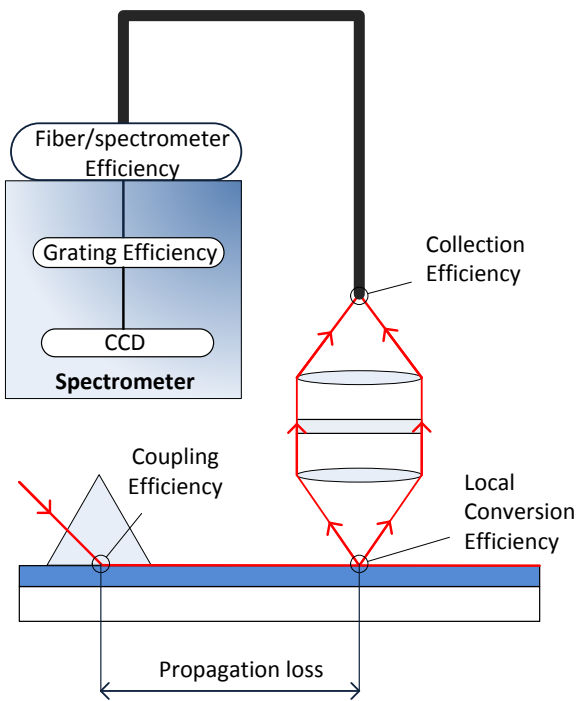 Fiber/spectrometer
Efficiency
Grating Efficiency
CCD
Spectrometer
Collection
Efficiency
Coupling
Efficiency
Local
Conversion
Efficiency
Propagation loss